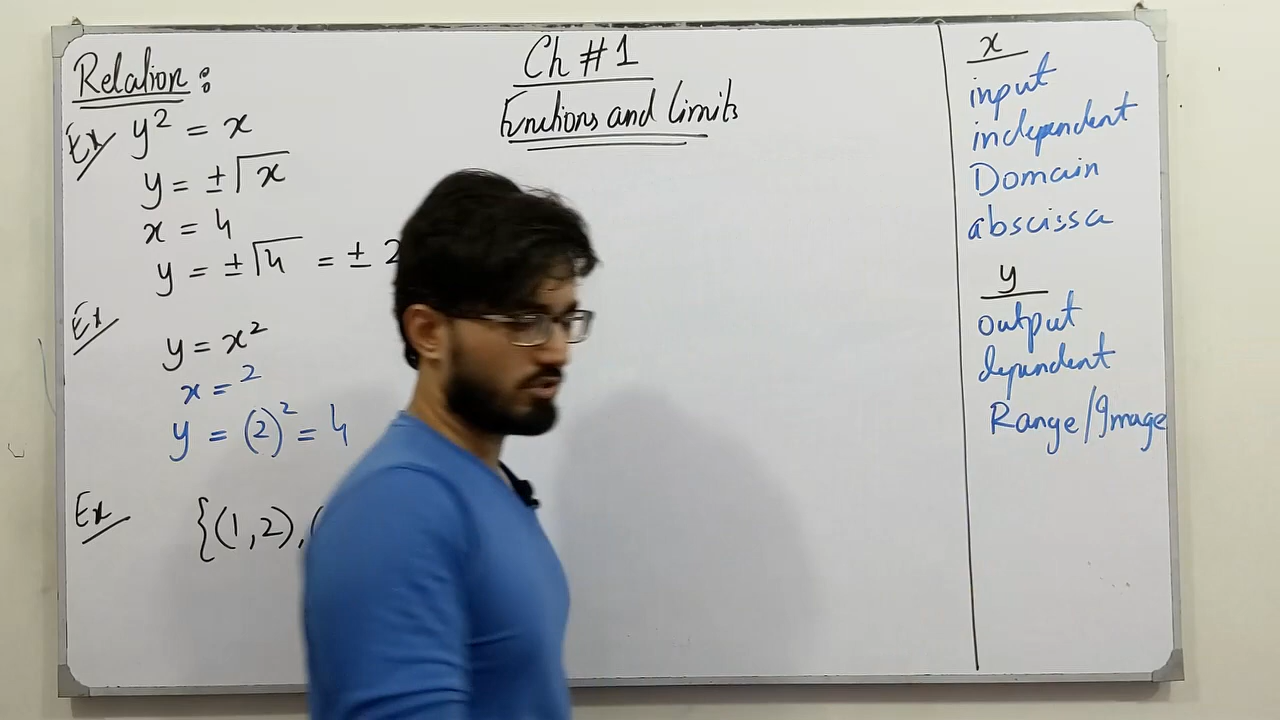 Ch # 1
Functions and Limits
Relation:
Ex y² = x
y = ±√x
x = 4
y = ±√4 = ± 2
Ex
y = x²
x = 2
y = (2)² = 4
Ex {(1,2),(
x
input
independent
Domain
abscissa
y
output
dependent
Range/Image